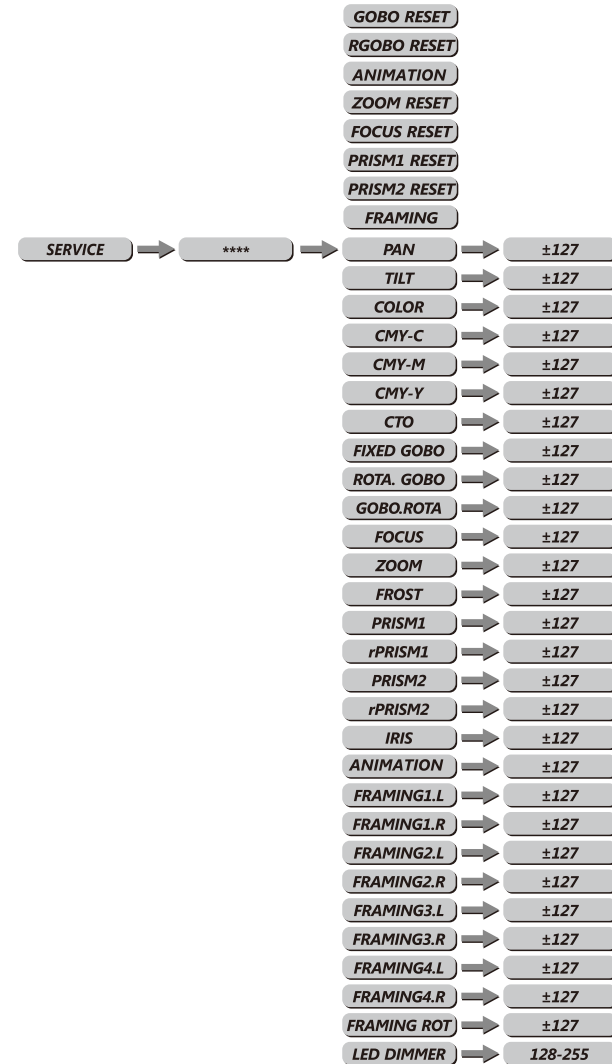 GOBO RESET
RGOBO RESET
ANIMATION
ZOOM RESET
FOCUS RESET
PRISM1 RESET
PRISM2 RESET
FRAMING
SERVICE **** PAN ±127
TILT ±127
COLOR ±127
CMY-C ±127
CMY-M ±127
CMY-Y ±127
CTO ±127
FIXED GOBO ±127
ROTA. GOBO ±127
GOBO.ROTA ±127
FOCUS ±127
ZOOM ±127
FROST ±127
PRISM1 ±127
rPRISM1 ±127
PRISM2 ±127
rPRISM2 ±127
IRIS ±127
ANIMATION ±127
FRAMING1.L ±127
FRAMING1.R ±127
FRAMING2.L ±127
FRAMING2.R ±127
FRAMING3.L ±127
FRAMING3.R ±127
FRAMING4.L ±127
FRAMING4.R ±127
FRAMING ROT ±127
LED DIMMER 128-255